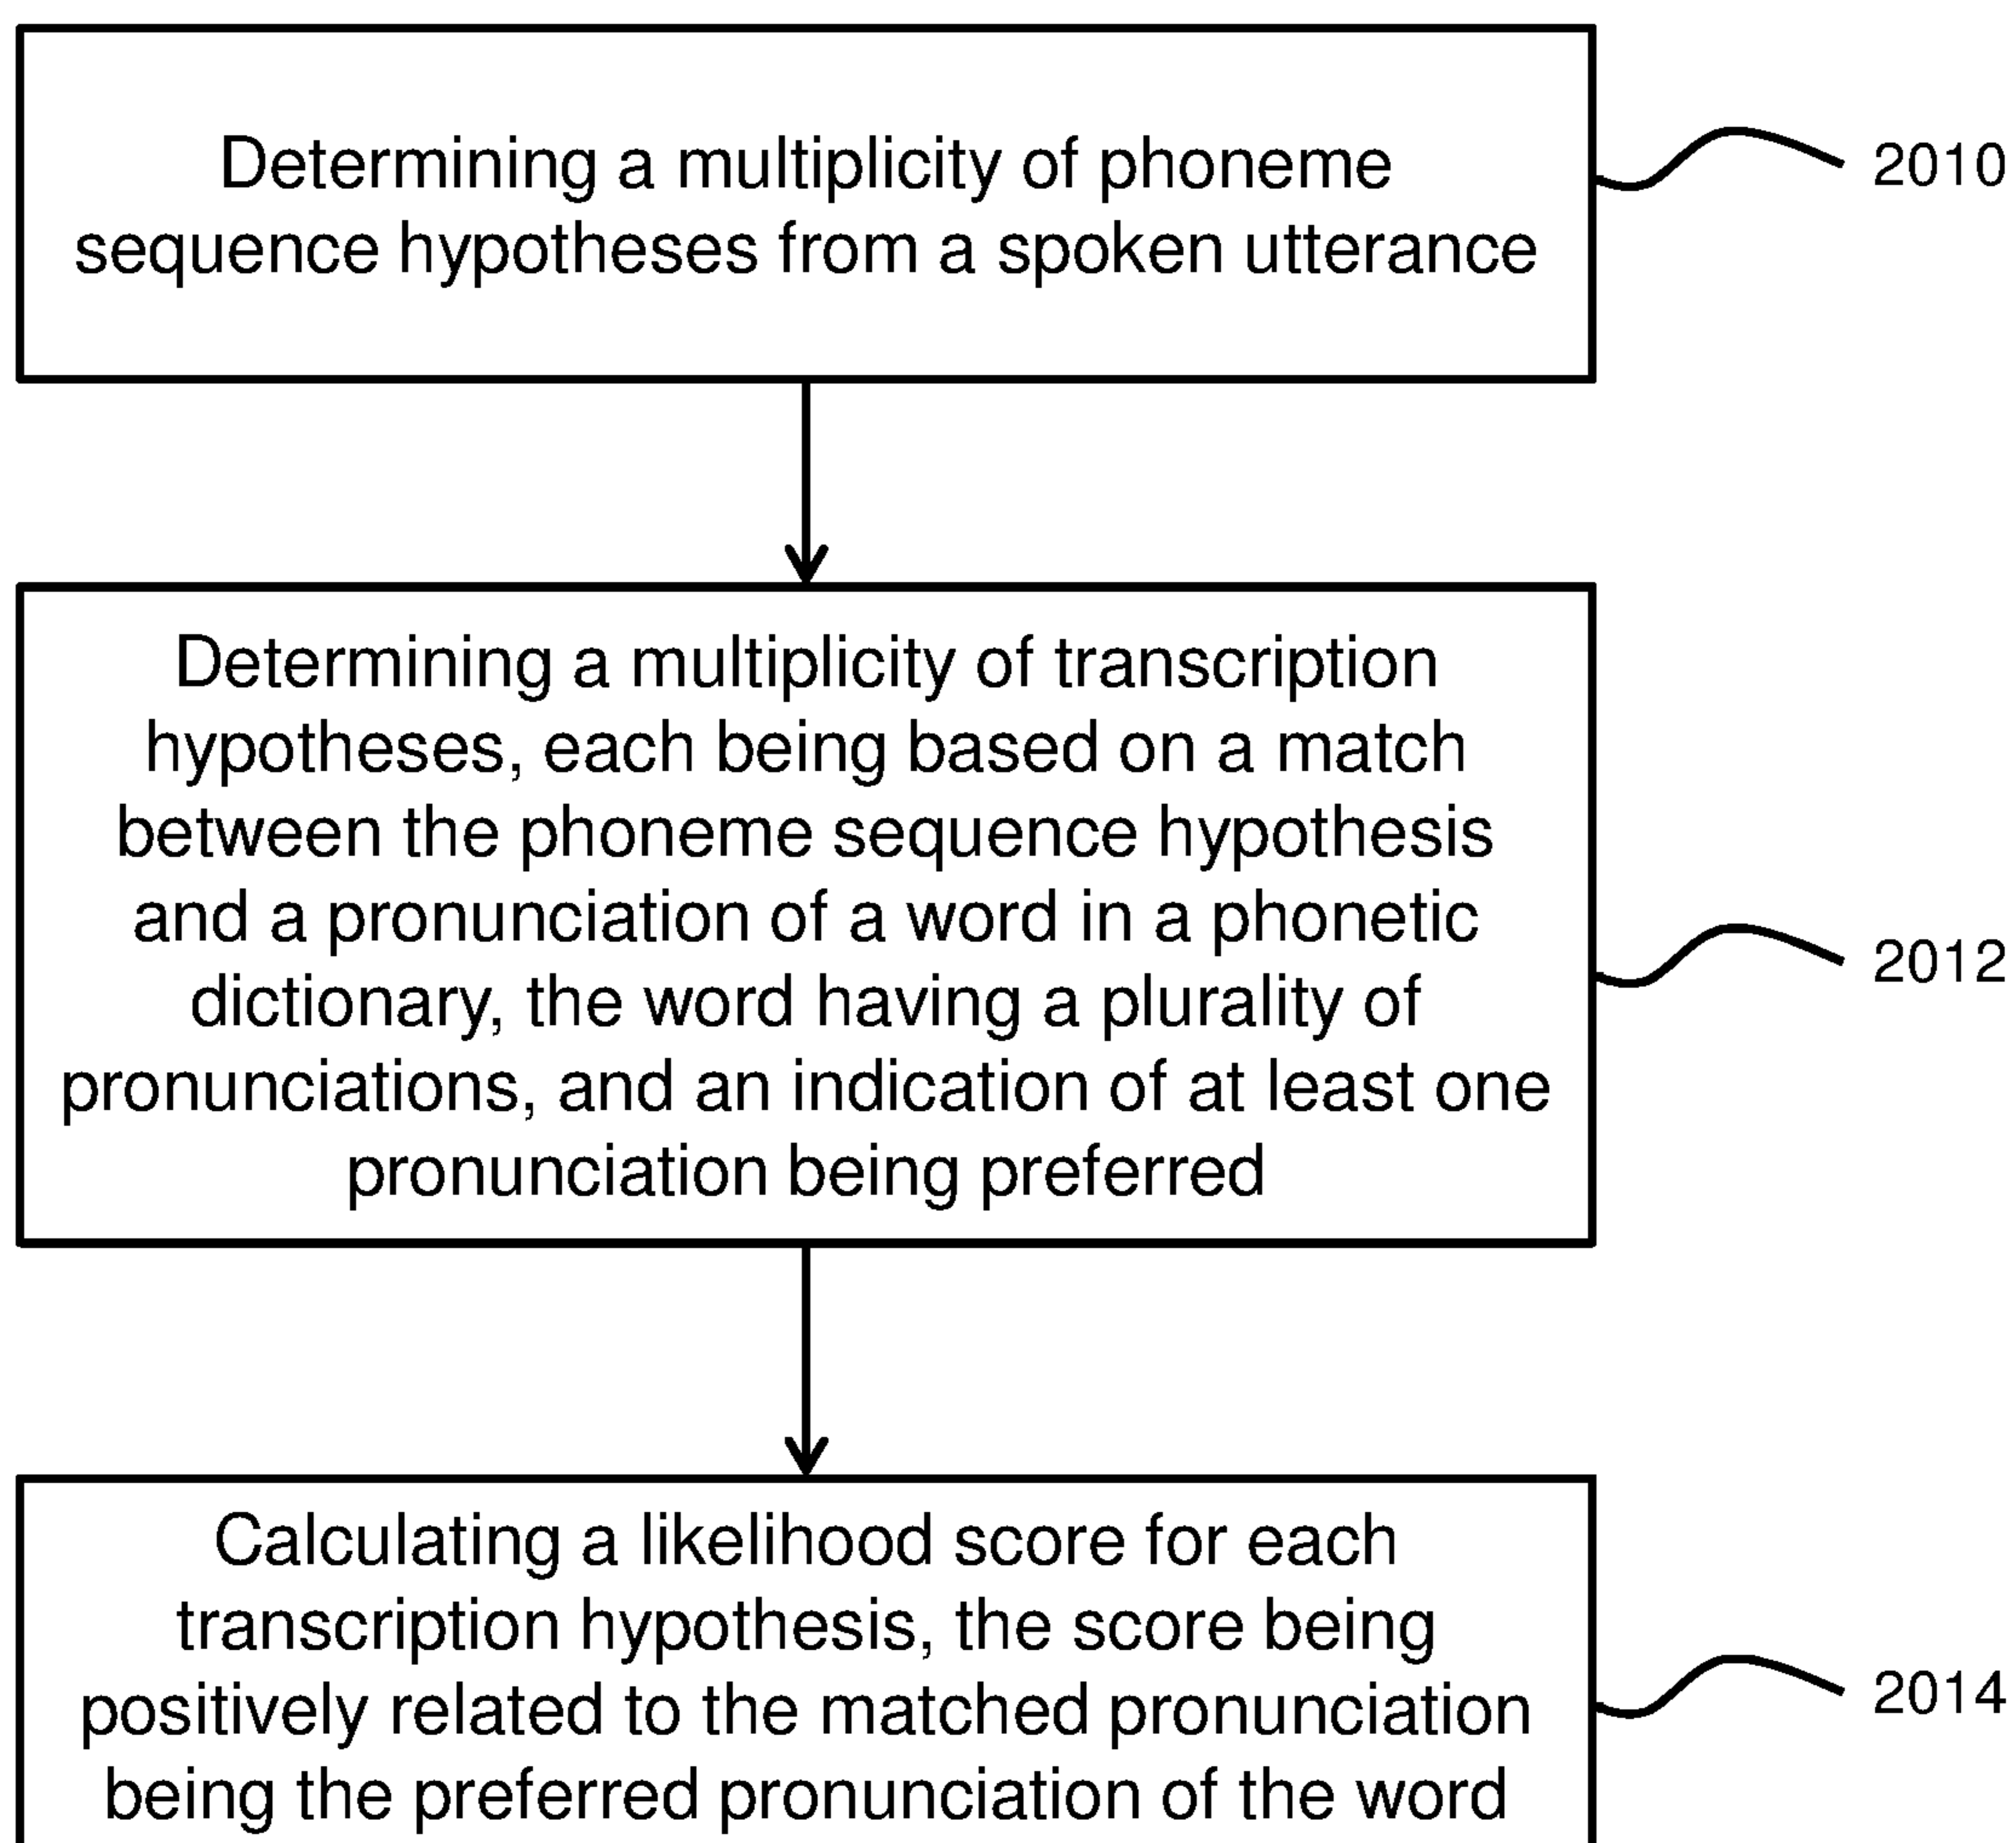 Determining a multiplicity of phoneme
sequence hypotheses from a spoken utterance
2010
Determining a multiplicity of transcription
hypotheses, each being based on a match
between the phoneme sequence hypothesis
and a pronunciation of a word in a phonetic
dictionary, the word having a plurality of
pronunciations, and an indication of at least one
pronunciation being preferred
2012
Calculating a likelihood score for each
transcription hypothesis, the score being
positively related to the matched pronunciation
being the preferred pronunciation of the word
2014